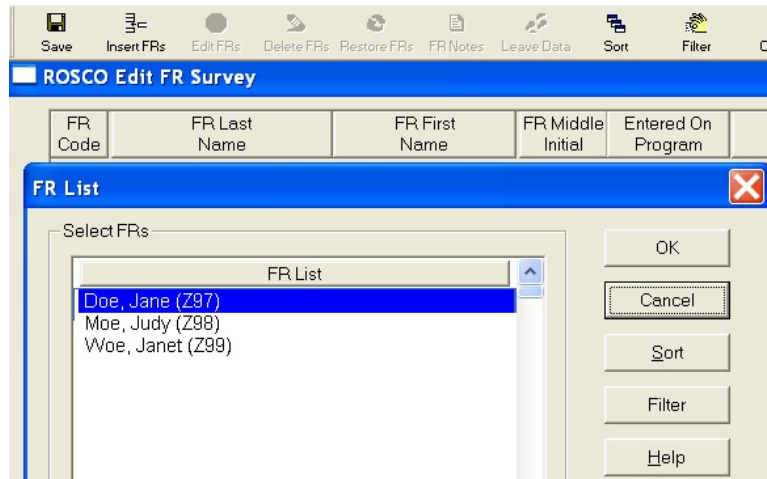 Save Insert FRs Edit FRs Delete FRs Restore FRs FR Notes Leave Data Sort Filter
ROSCO Edit FR Survey
FR Code FR Last Name FR First Name FR Middle Initial Entered On Program
FR List
Select FRs
FR List
Doe, Jane (Z97)
Moe, Judy (Z98)
Woe, Janet (Z99)
OK
Cancel
Sort
Filter
Help